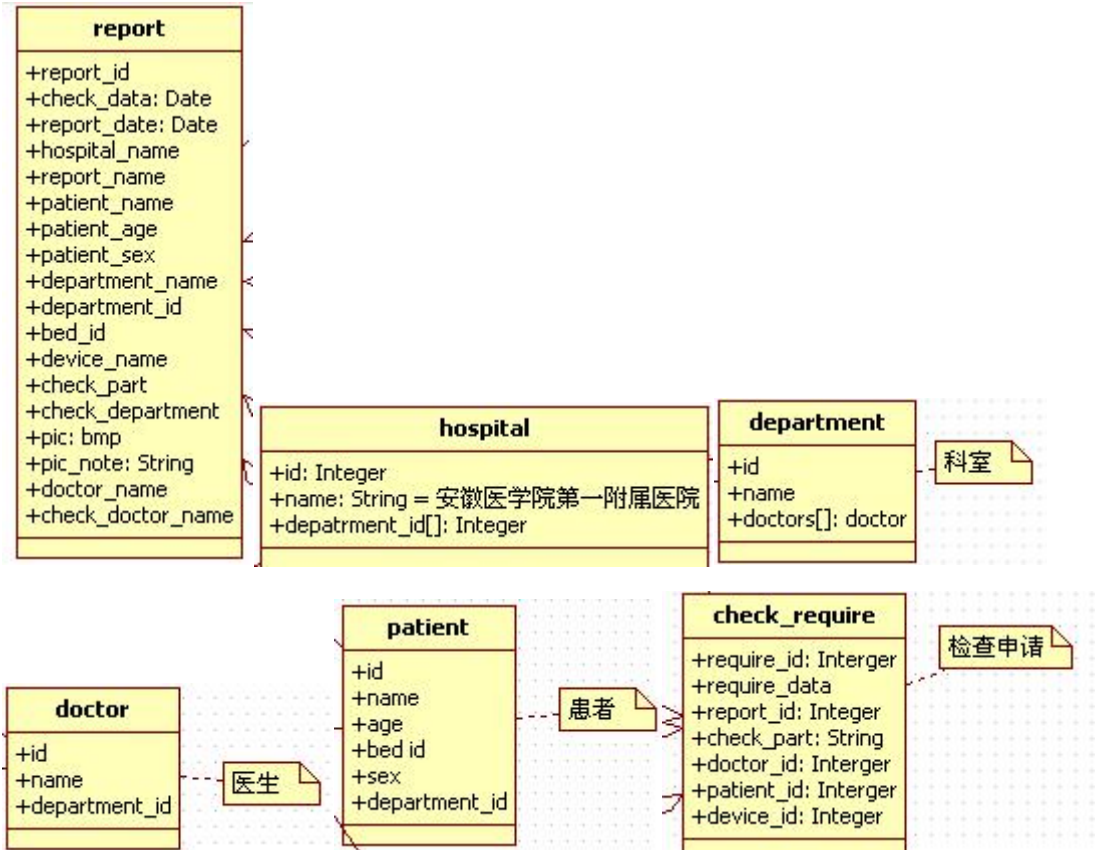 report
+report_id
+check_data: Date
+report_date: Date
+hospital_name
+report_name
+patient_name
+patient_age
+patient_sex
+department_name
+department_id
+bed_id
+device_name
+check_part
+check_department
+pic: bmp
+pic_note: String
+doctor_name
+check_doctor_name
hospital
+id: Integer
+name: String = 安徽医学院第一附属医院
+depatrment_id[]: Integer
department
+id
+name
+doctors[]: doctor
科室
doctor
+id
+name
+department_id
医生
patient
+id
+name
+age
+bed id
+sex
+department_id
患者
check_require
+require_id: Interger
+require_data
+report_id: Integer
+check_part: String
+doctor_id: Interger
+patient_id: Interger
+device_id: Integer
检查申请